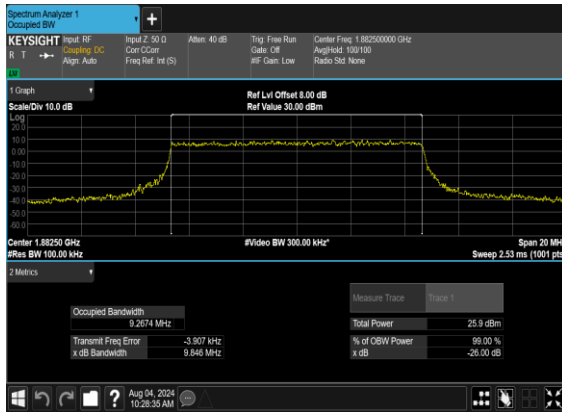 Spectrum Analyzer 1
Occupied BW
+
KEYSIGHT Input: RF Input Z: 50 Ω Atten: 40 dB Trig: Free Run Center Freq: 1.882500000 GHz
R T Coupling: DC Corr CCorr Gate: Off Avg|Hold: 100/100
Align: Auto Freq Ref: Int (S) #IF Gain: Low Radio Std: None
1 Graph
Ref Lvl Offset 8.00 dB
Scale/Div 10.0 dB Ref Value 30.00 dBm
Log
20.0
10.0
0.00
-10.0
-20.0
-30.0
-40.0
-50.0
-60.0
Center 1.88250 GHz #Video BW 300.00 kHz* Span 20 MH
#Res BW 100.00 kHz Sweep 2.53 ms (1001 pts
2 Metrics
Measure Trace Trace 1
Occupied Bandwidth
9.2674 MHz Total Power 25.9 dBm
Transmit Freq Error -3.907 kHz % of OBW Power 99.00 %
x dB Bandwidth 9.846 MHz x dB -26.00 dB
? Aug 04, 2024
10:28:35 AM